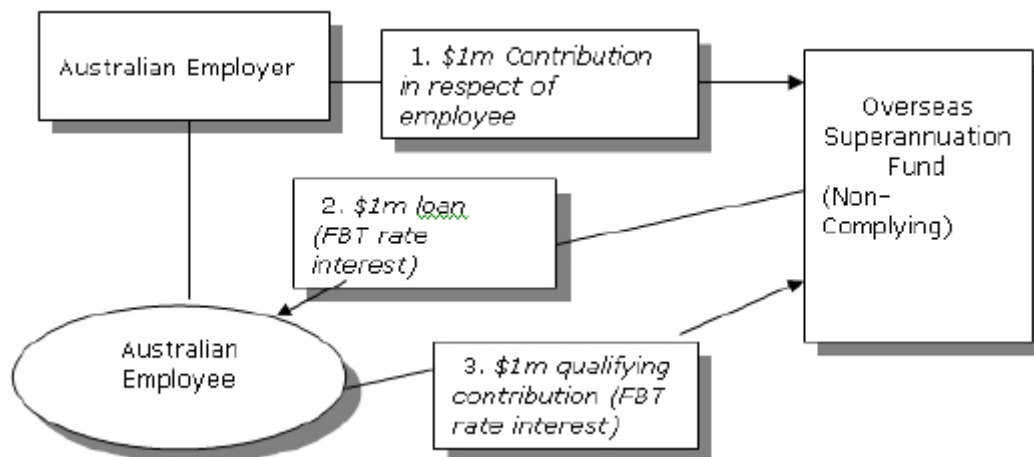 Australian Employer
1. $1m Contribution
in respect of
employee
Overseas
Superannuation
Fund
(Non-
Complying)
2. $1m loan
(FBT rate
interest)
Australian
Employee
3. $1m qualifying
contribution (FBT
rate interest)